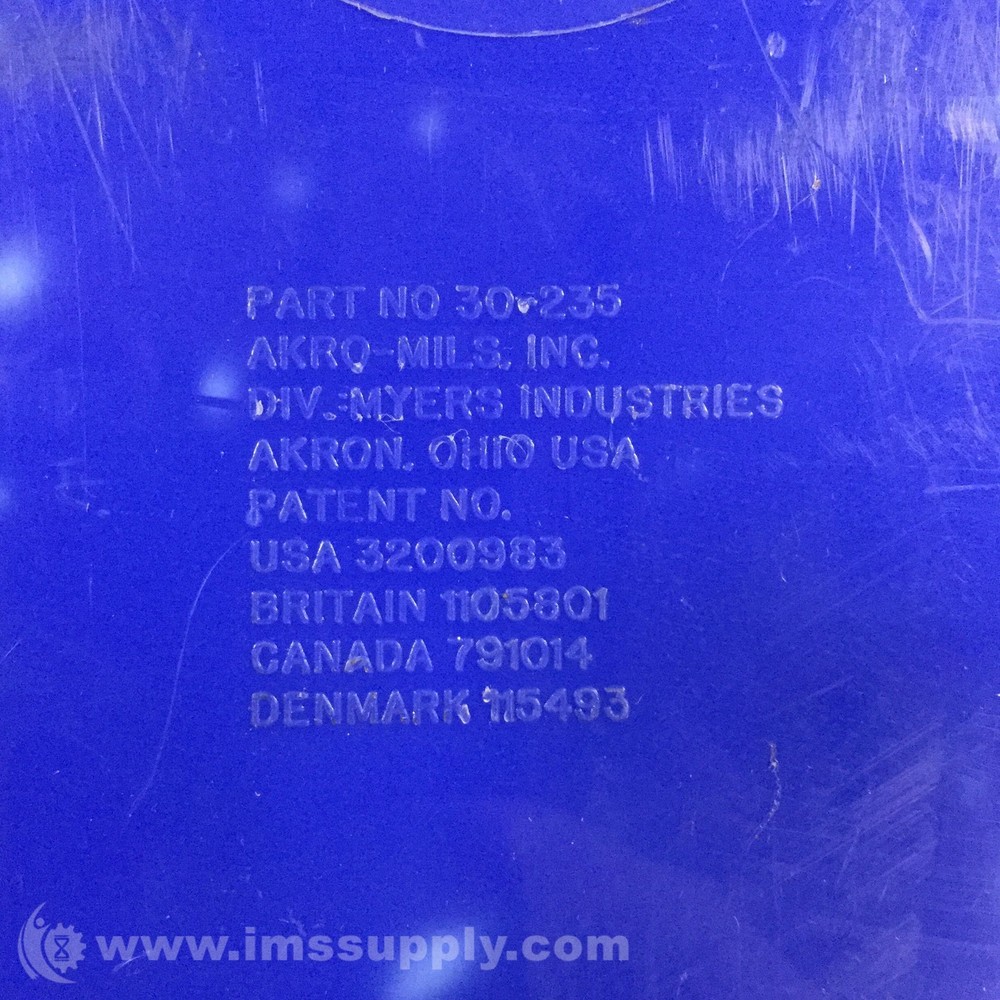 PART NO 30-235
AKRO-MILS, INC.
DIV. MYERS INDUSTRIES
AKRON, OHIO USA
PATENT NO.
USA 3200983
BRITAIN 1105801
CANADA 791014
DENMARK 115493
www.imssupply.com